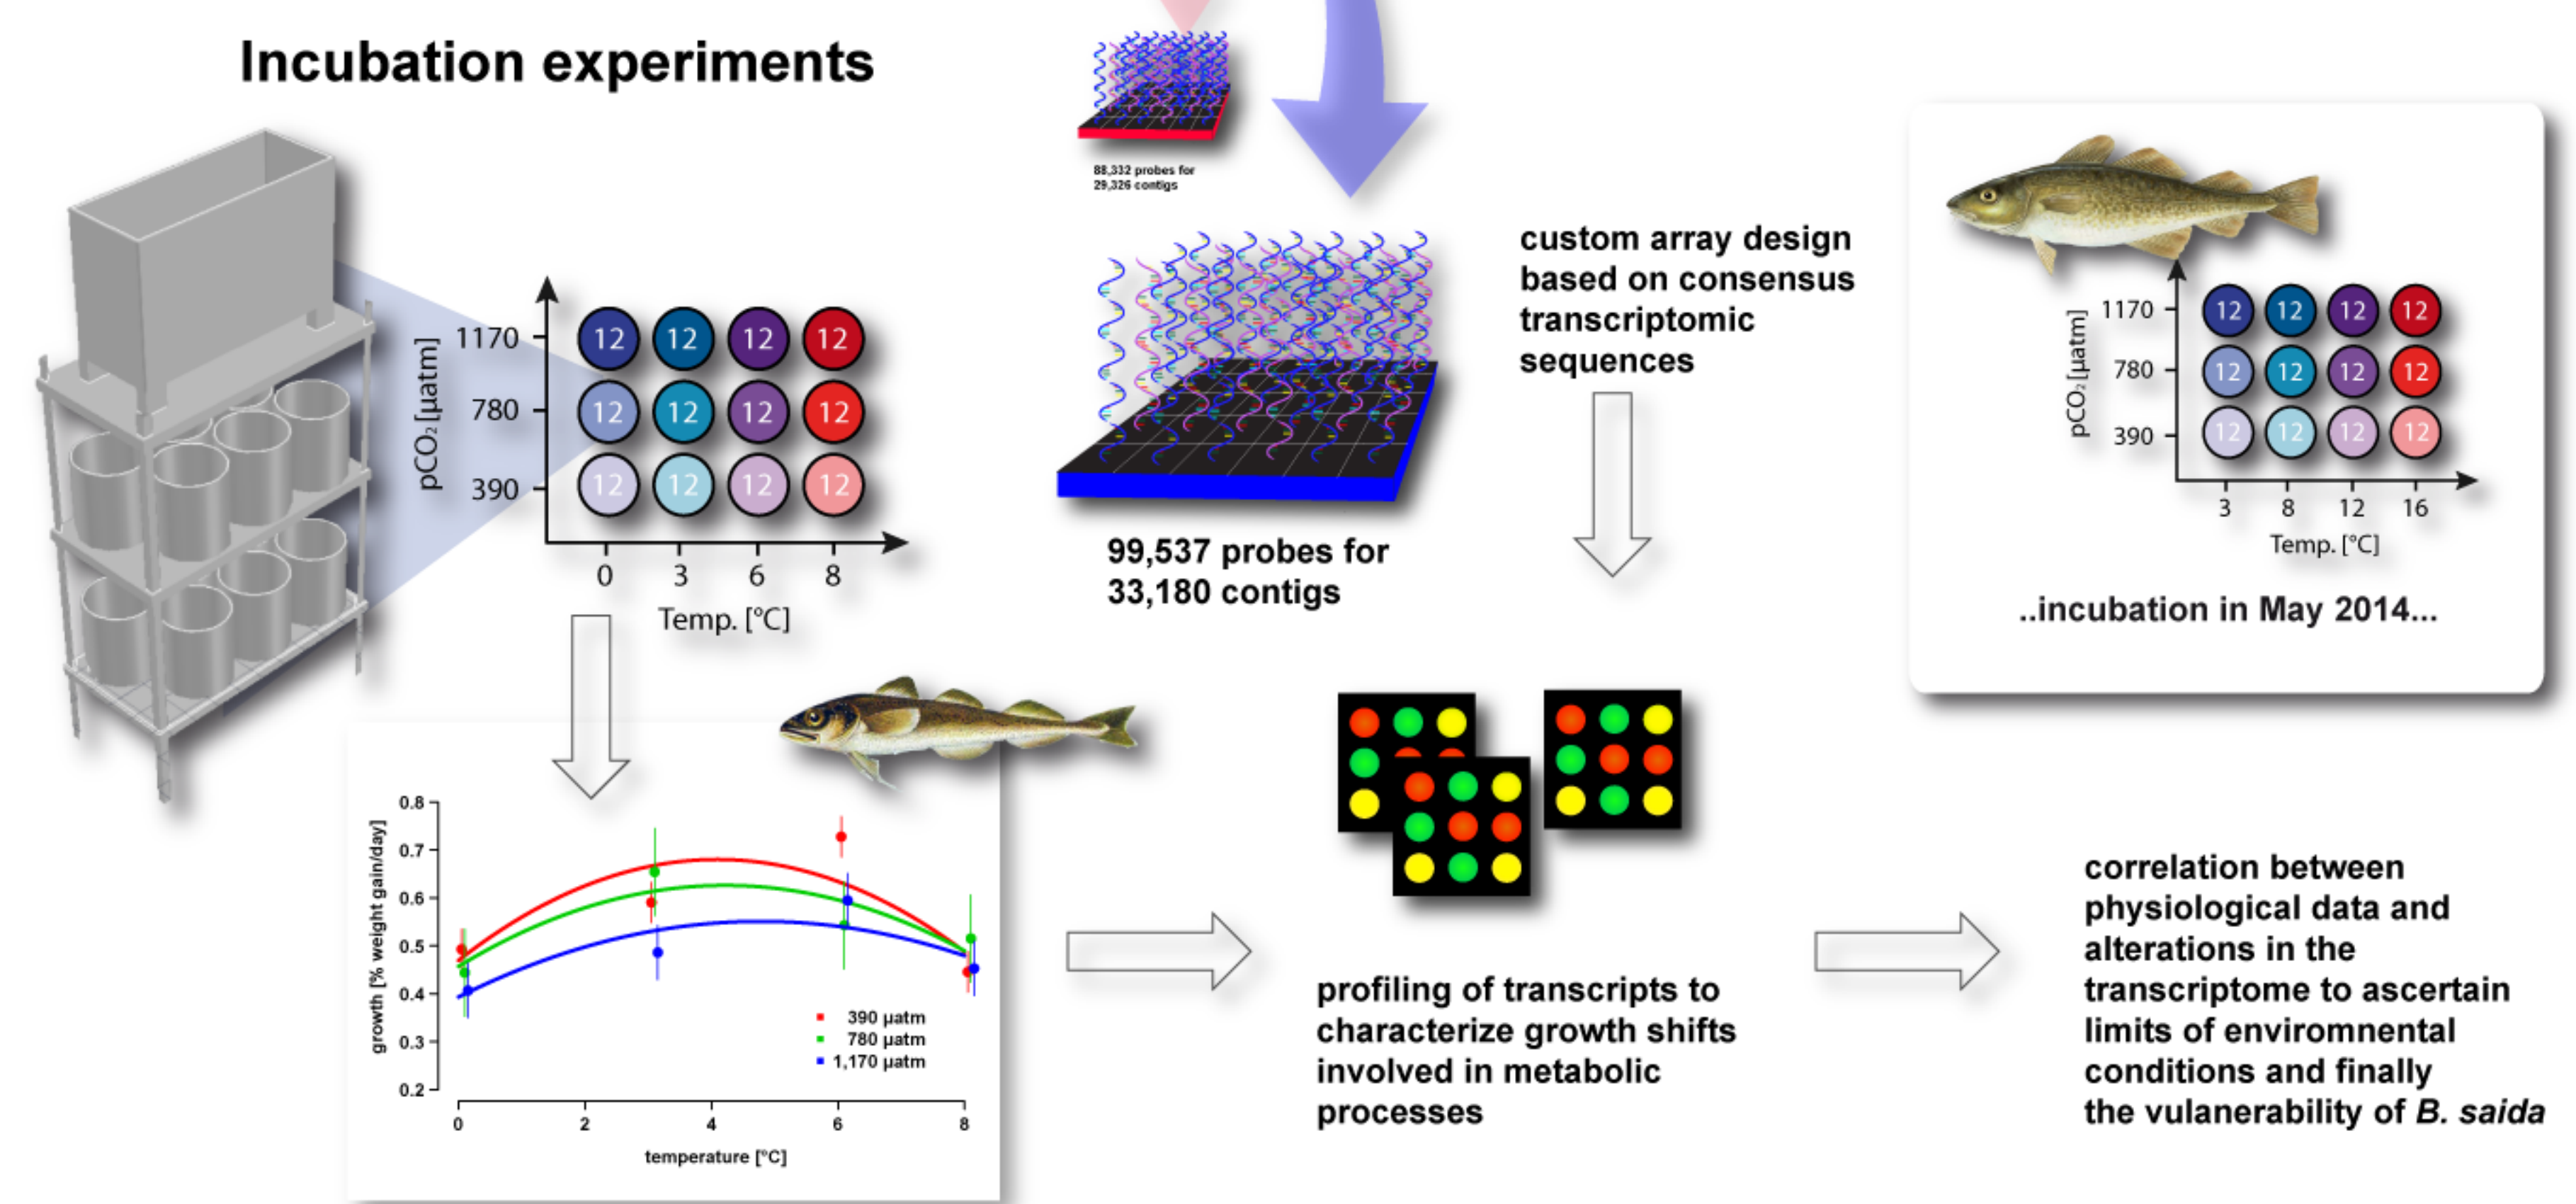 Incubation experiments
88,332 probes for
29,326 contigs
pCO₂ [µatm]
1170
12 12 12 12
780
12 12 12 12
390
12 12 12 12
0 3 6 8
Temp. [°C]
99,537 probes for
33,180 contigs
custom array design
based on consensus
transcriptomic
sequences
pCO₂ [µatm]
1170
12 12 12 12
780
12 12 12 12
390
12 12 12 12
3 8 12 16
Temp. [°C]
..incubation in May 2014...
growth [% weight gain/day]
0.8
0.7
0.6
0.5
0.4
0.3
0.2
390 µatm
780 µatm
1,170 µatm
0 2 4 6 8
temperature [°C]
profiling of transcripts to
characterize growth shifts
involved in metabolic
processes
correlation between
physiological data and
alterations in the
transcriptome to ascertain
limits of enviromnental
conditions and finally
the vulanerability of B. saida